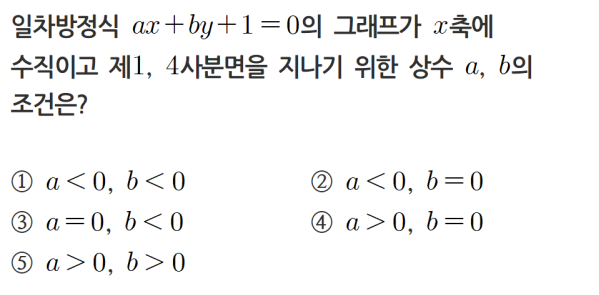 일차방정식 ax+by+1=0의 그래프가 x축에
수직이고 제1, 4사분면을 지나기 위한 상수 a, b의
조건은?
① a<0, b<0 ② a<0, b=0
③ a=0, b<0 ④ a>0, b=0
⑤ a>0, b>0